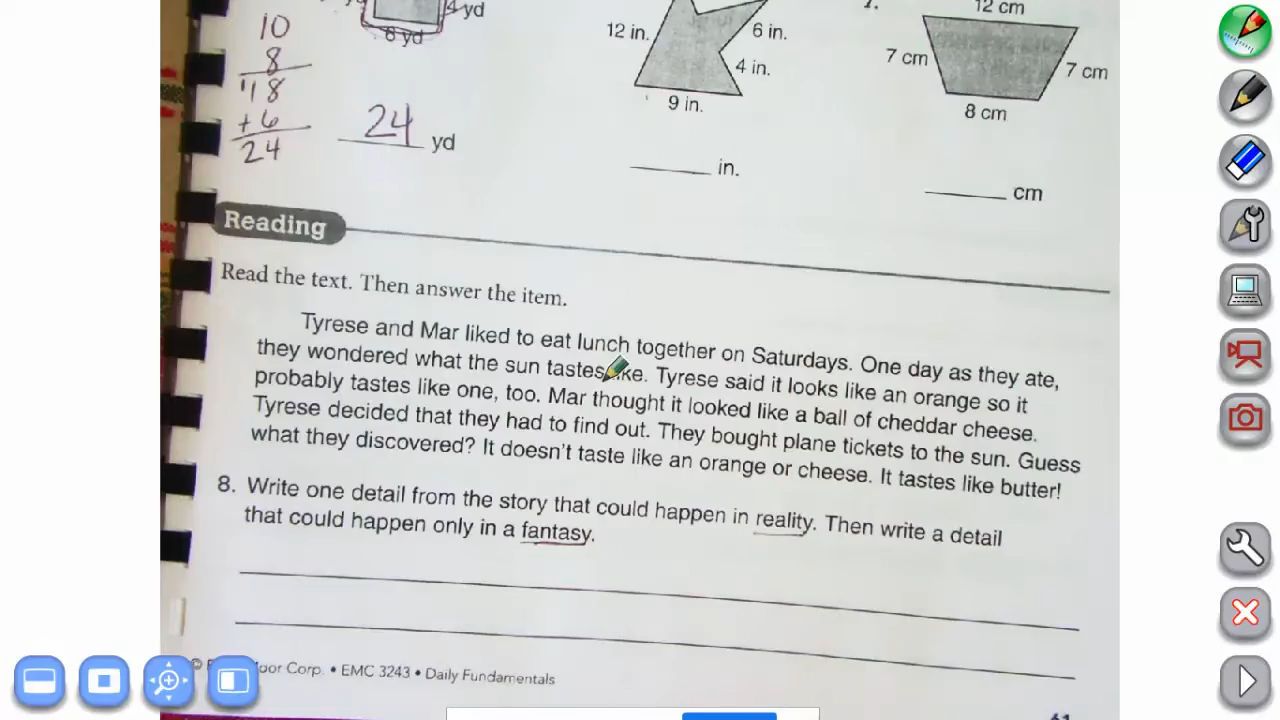 10
8
18
+6
24
4 yd
6 yd
24 yd
12 in.
6 in.
4 in.
9 in.
in.
12 cm
7 cm
7 cm
8 cm
cm
Reading
Read the text. Then answer the item.
Tyrese and Mar liked to eat lunch together on Saturdays. One day as they ate,
they wondered what the sun tastes like. Tyrese said it looks like an orange so it
probably tastes like one, too. Mar thought it looked like a ball of cheddar cheese.
Tyrese decided that they had to find out. They bought plane tickets to the sun. Guess
what they discovered? It doesn't taste like an orange or cheese. It tastes like butter!
8. Write one detail from the story that could happen in reality. Then write a detail
that could happen only in a fantasy.
Corp. • EMC 3243 • Daily Fundamentals